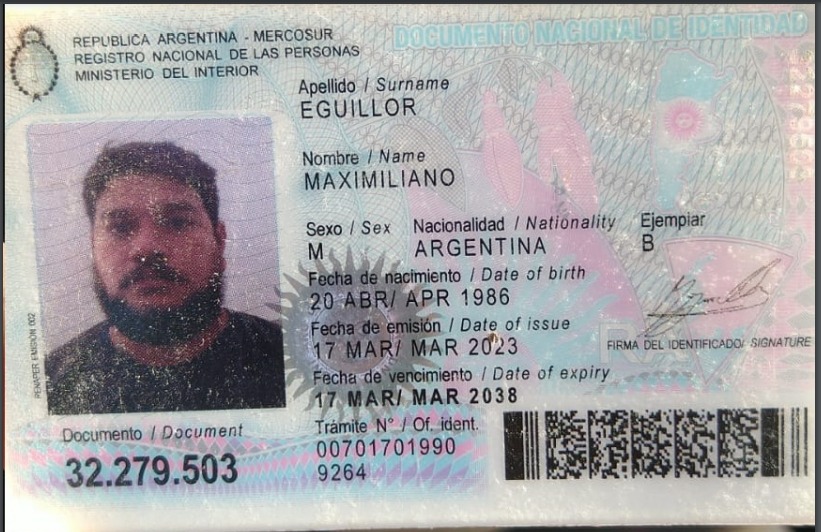 REPUBLICA ARGENTINA - MERCOSUR
REGISTRO NACIONAL DE LAS PERSONAS
MINISTERIO DEL INTERIOR
DOCUMENTO NACIONAL DE IDENTIDAD
Apellido / Surname
EGUILLOR
Nombre / Name
MAXIMILIANO
Sexo / Sex Nacionalidad / Nationality Ejemplar
M ARGENTINA B
Fecha de nacimiento / Date of birth
20 ABR/ APR 1986
Fecha de emisión / Date of issue
17 MAR/ MAR 2023
FIRMA DEL IDENTIFICADO/ SIGNATURE
Fecha de vencimiento / Date of expiry
17 MAR/ MAR 2038
Documento / Document
32.279.503
Trámite N° / Of. ident.
00701701990
9264